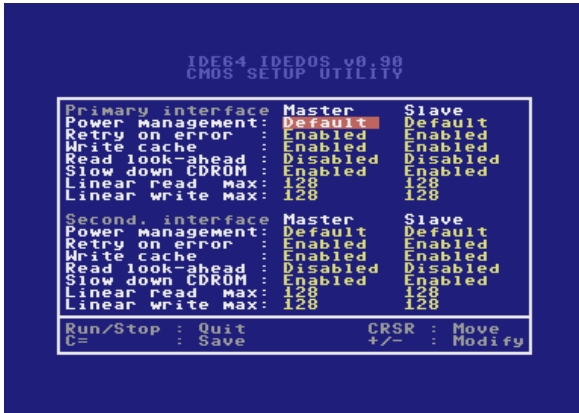 IDE64 IDEDOS v0.90
CMOS SETUP UTILITY
Primary interface Master Slave
Power management: Default Default
Retry on error : Enabled Enabled
Write cache : Enabled Enabled
Read look-ahead : Disabled Disabled
Slow down CDROM : Enabled Enabled
Linear read max: 128 128
Linear write max: 128 128
Second. interface Master Slave
Power management: Default Default
Retry on error : Enabled Enabled
Write cache : Enabled Enabled
Read look-ahead : Disabled Disabled
Slow down CDROM : Enabled Enabled
Linear read max: 128 128
Linear write max: 128 128
Run/Stop : Quit CRSR : Move
C= : Save +/- : Modify